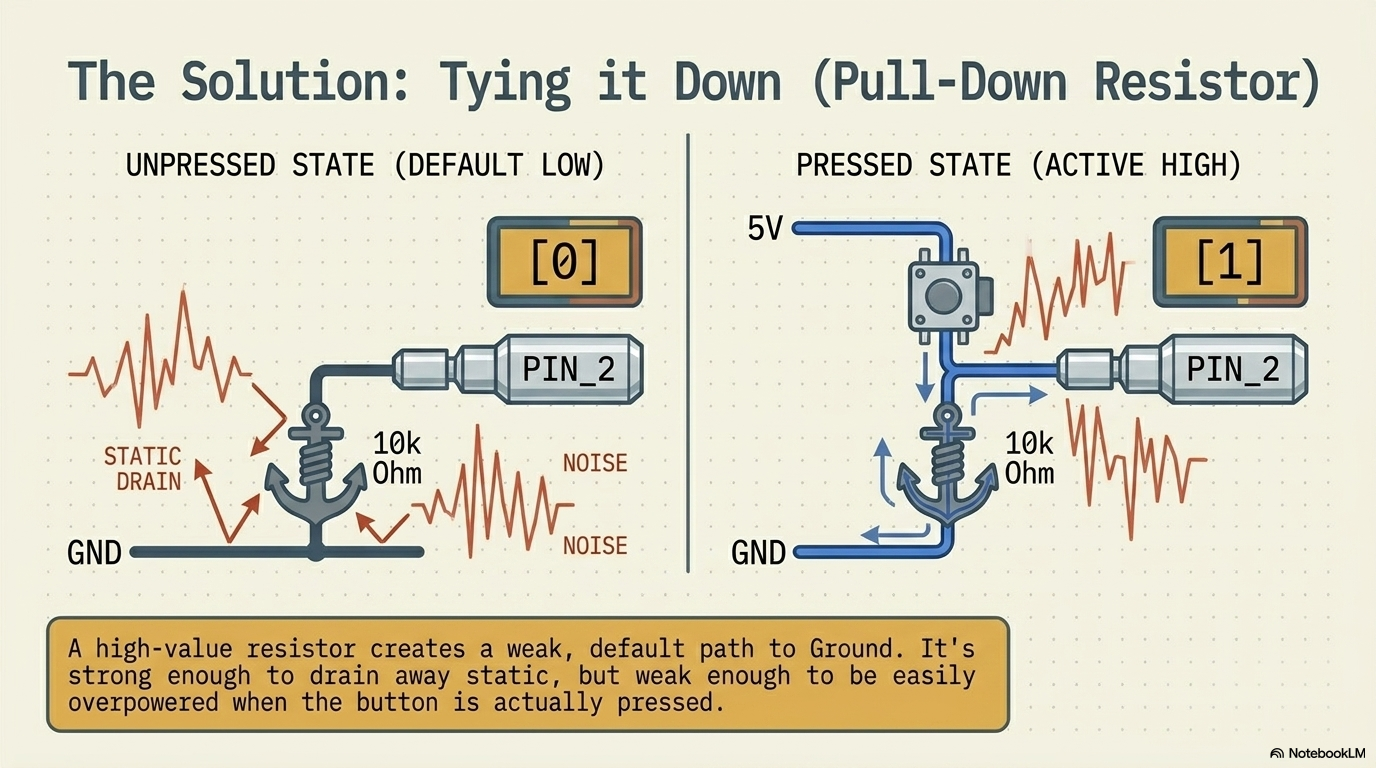 The Solution: Tying it Down (Pull-Down Resistor)
UNPRESSED STATE (DEFAULT LOW)
[0]
PIN_2
10k
Ohm
STATIC
DRAIN
NOISE
NOISE
GND
PRESSED STATE (ACTIVE HIGH)
5V
[1]
PIN_2
10k
Ohm
GND
A high-value resistor creates a weak, default path to Ground. It's
strong enough to drain away static, but weak enough to be easily
overpowered when the button is actually pressed.
NotebookLM